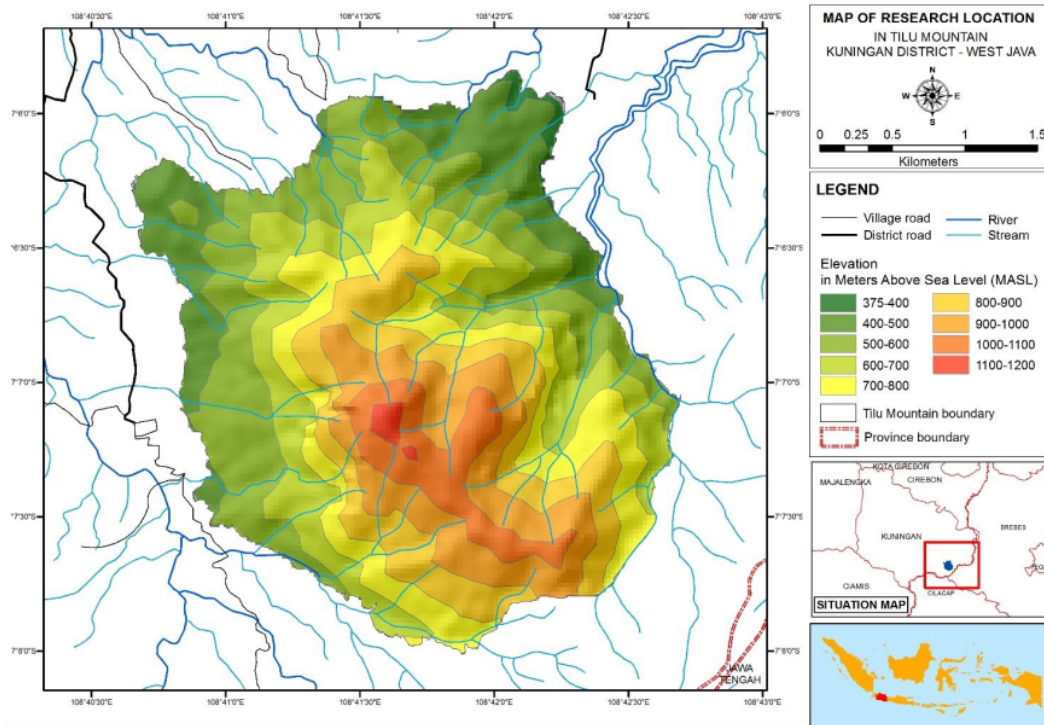 108°40'30"E 108°41'0"E 108°41'30"E 108°42'0"E 108°42'30"E 108°43'0"E
7°6'0"S 7°6'0"S
7°6'30"S 7°6'30"S
7°7'0"S 7°7'0"S
7°7'30"S 7°7'30"S
7°8'0"S 7°8'0"S
JAWA
TENGAH
108°40'30"E 108°41'0"E 108°41'30"E 108°42'0"E 108°42'30"E 108°43'0"E
MAP OF RESEARCH LOCATION
IN TILU MOUNTAIN
KUNINGAN DISTRICT - WEST JAVA
N
W E
S
0 0.25 0.5 1 1.5
Kilometers
LEGEND
Village road River
District road Stream
Elevation
in Meters Above Sea Level (MASL)
375-400 800-900
400-500 900-1000
500-600 1000-1100
600-700 1100-1200
700-800
Tilu Mountain boundary
Province boundary
KOTA CIREBON
MAJALENGKA CIREBON
BREBES
KUNINGAN
CIAMIS
CILACAP
SITUATION MAP